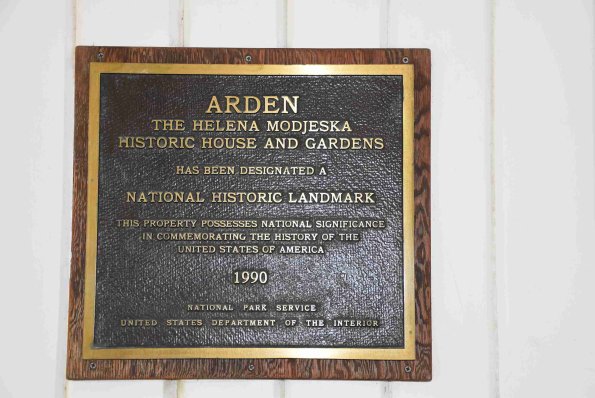 ARDEN
THE HELENA MODJESKA
HISTORIC HOUSE AND GARDENS
HAS BEEN DESIGNATED A
NATIONAL HISTORIC LANDMARK
THIS PROPERTY POSSESSES NATIONAL SIGNIFICANCE
IN COMMEMORATING THE HISTORY OF THE
UNITED STATES OF AMERICA
1990
NATIONAL PARK SERVICE
UNITED STATES DEPARTMENT OF THE INTERIOR